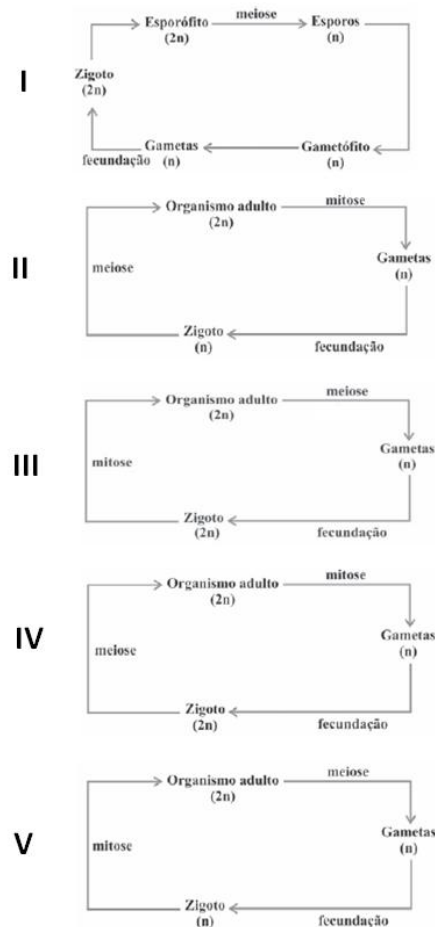 I
Esporófito
(2n)
meiose
Esporos
(n)
Zigoto
(2n)
fecundação
Gametas
(n)
Gametófito
(n)
II
Organismo adulto
(2n)
mitose
meiose
Gametas
(n)
Zigoto
(n)
fecundação
III
Organismo adulto
(2n)
meiose
mitose
Gametas
(n)
Zigoto
(2n)
fecundação
IV
Organismo adulto
(2n)
mitose
meiose
Gametas
(n)
Zigoto
(2n)
fecundação
V
Organismo adulto
(2n)
meiose
mitose
Gametas
(n)
Zigoto
(n)
fecundação